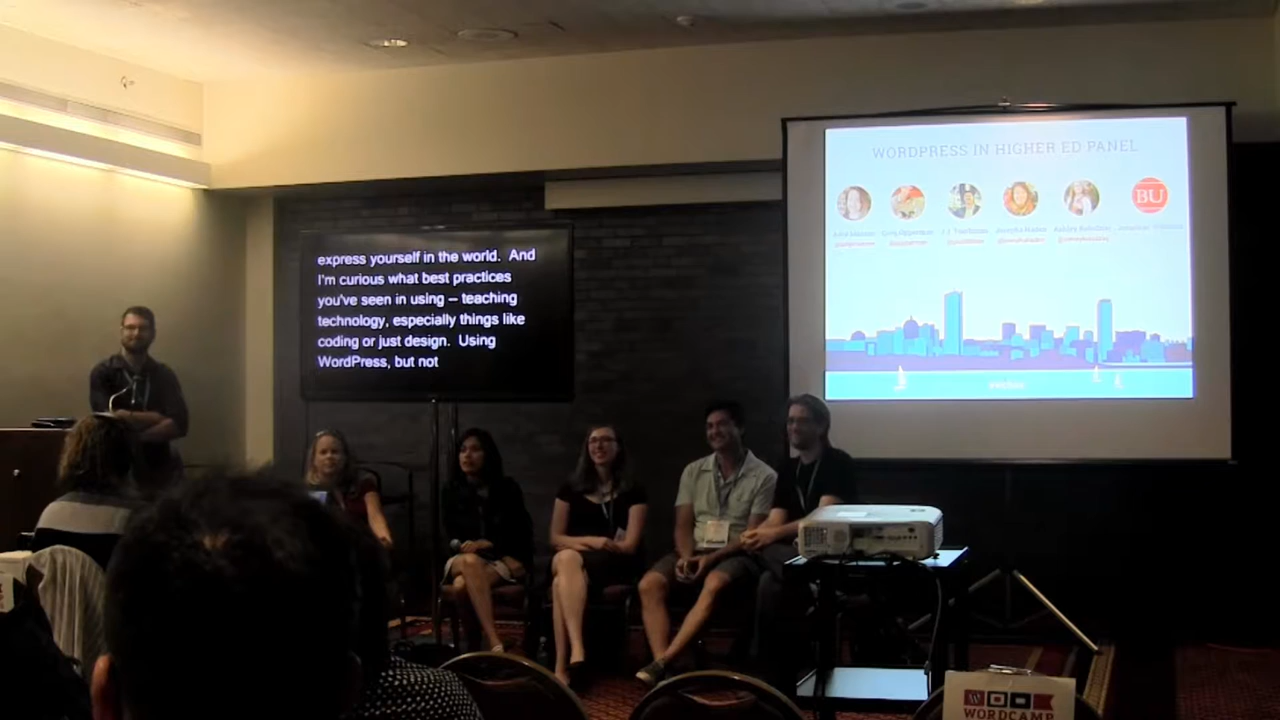 express yourself in the world.  And
I'm curious what best practices
you've seen in using – teaching
technology, especially things like
coding or just design.  Using
WordPress, but not
WORDPRESS IN HIGHER ED PANEL
BU
WORDCAMP